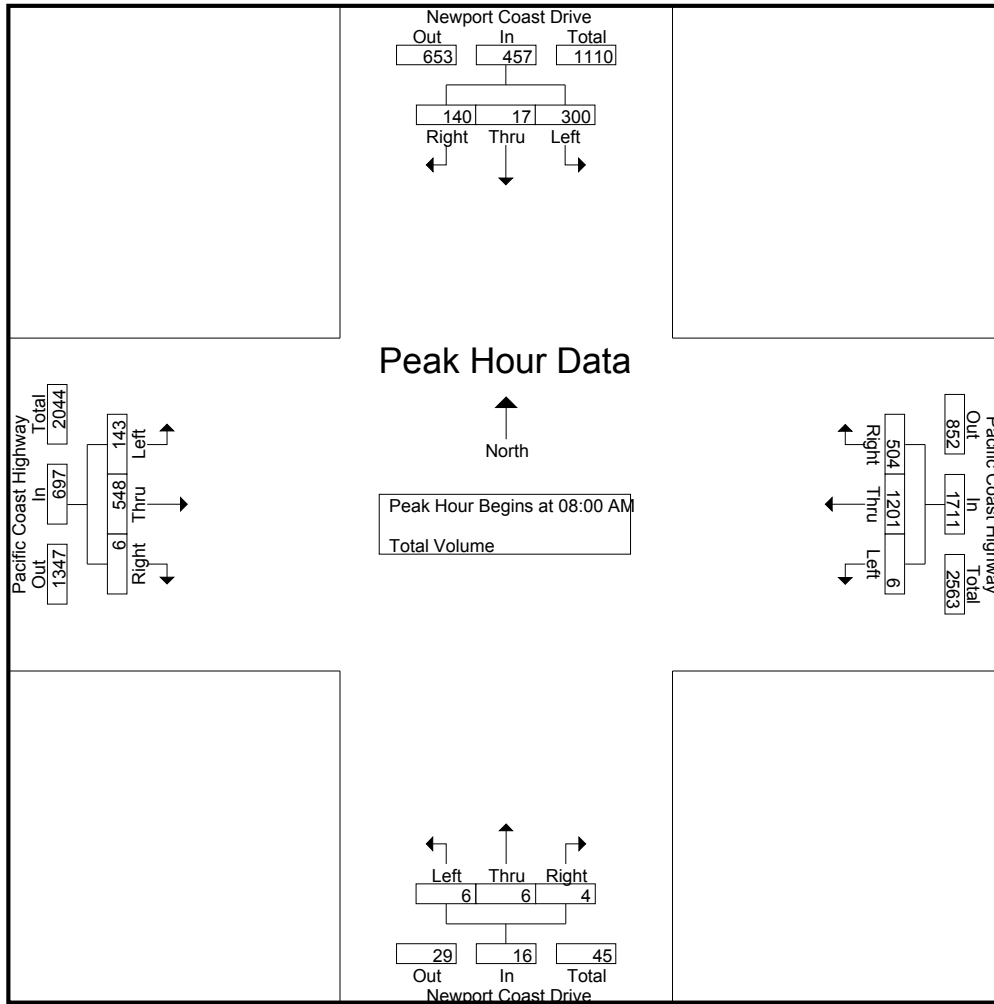 Newport Coast Drive
Out In Total
653 457 1110
140 17 300
Right Thru Left
Peak Hour Data
North
Peak Hour Begins at 08:00 AM
Total Volume
Pacific Coast Highway
Total In Out
2044 697 1347
143 548 6
Left Thru Right
Pacific Coast Highway
Out In Total
852 1711 2563
504 1201 6
Right Thru Left
Left Thru Right
6 6 4
29 16 45
Out In Total
Newport Coast Drive